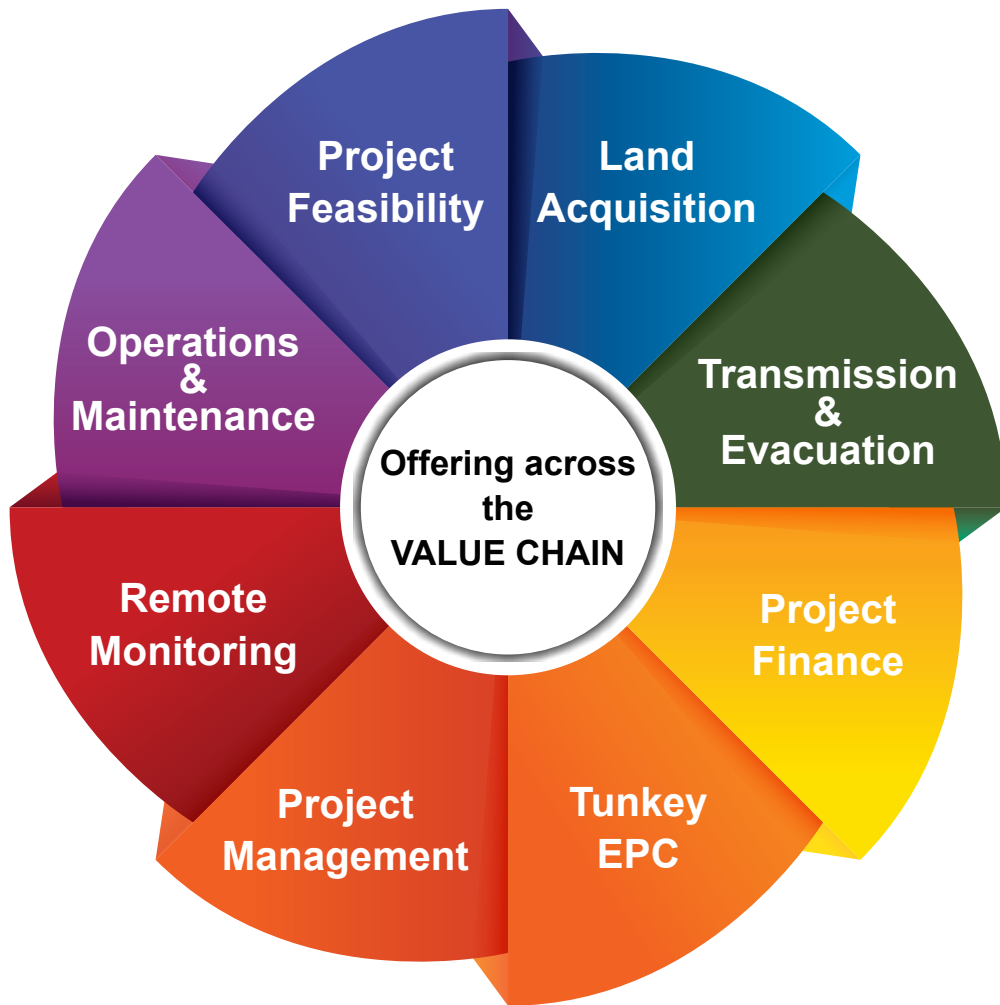 Project
Feasibility
Land
Acquisition
Transmission
&
Evacuation
Project
Finance
Tunkey
EPC
Project
Management
Remote
Monitoring
Operations
&
Maintenance
Offering across
the
VALUE CHAIN